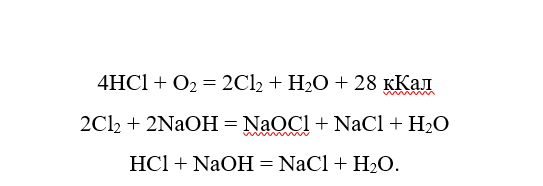 4HCl + O₂ = 2Cl₂ + H₂O + 28 кКал
2Cl₂ + 2NaOH = NaOCl + NaCl + H₂O
HCl + NaOH = NaCl + H₂O.